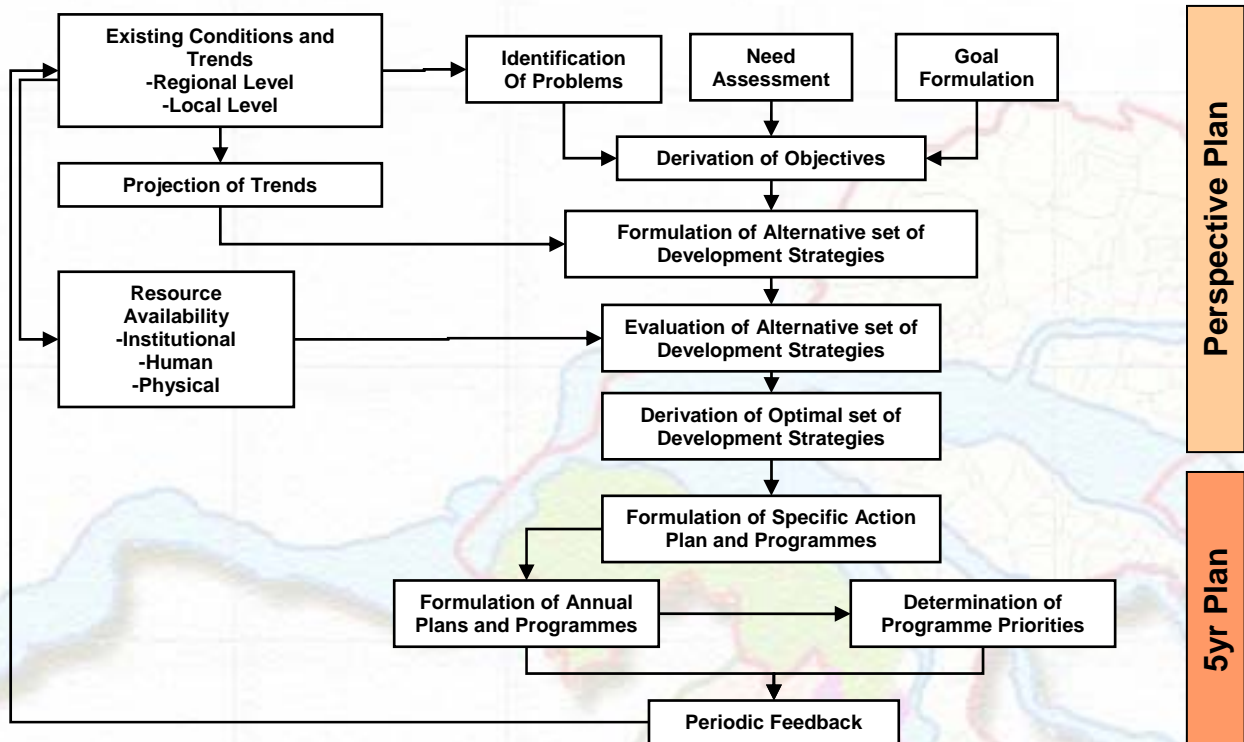 Existing Conditions and
Trends
-Regional Level
-Local Level
Identification
Of Problems
Need
Assessment
Goal
Formulation
Derivation of Objectives
Projection of Trends
Formulation of Alternative set of
Development Strategies
Resource
Availability
-Institutional
-Human
-Physical
Evaluation of Alternative set of
Development Strategies
Derivation of Optimal set of
Development Strategies
Perspective Plan
Formulation of Specific Action
Plan and Programmes
Formulation of Annual
Plans and Programmes
Determination of
Programme Priorities
Periodic Feedback
5yr Plan